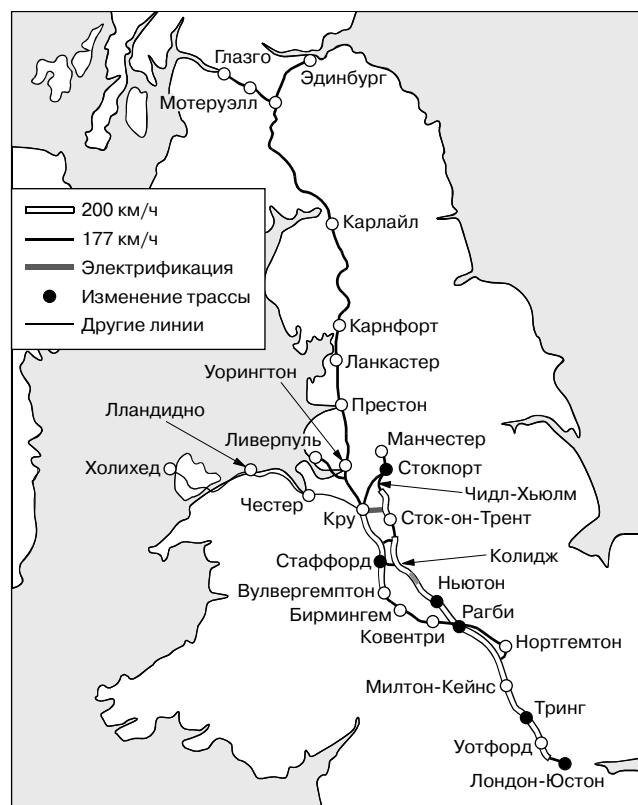 Глазго
Эдинбург
Мотеруэлл
200 км/ч
177 км/ч
Электрификация
Изменение трассы
Другие линии
Карлайл
Карнфорт
Ланкастер
Уорингтон
Престон
Лландидно
Ливерпуль
Манчестер
Холихед
Стокпорт
Честер
Чидл-Хьюлм
Кру
Сток-он-Трент
Стаффорд
Колидж
Вулвергемптон
Ньютон
Бирмингем
Рагби
Ковентри
Нортгемтон
Милтон-Кейнс
Тринг
Уотфорд
Лондон-Юстон